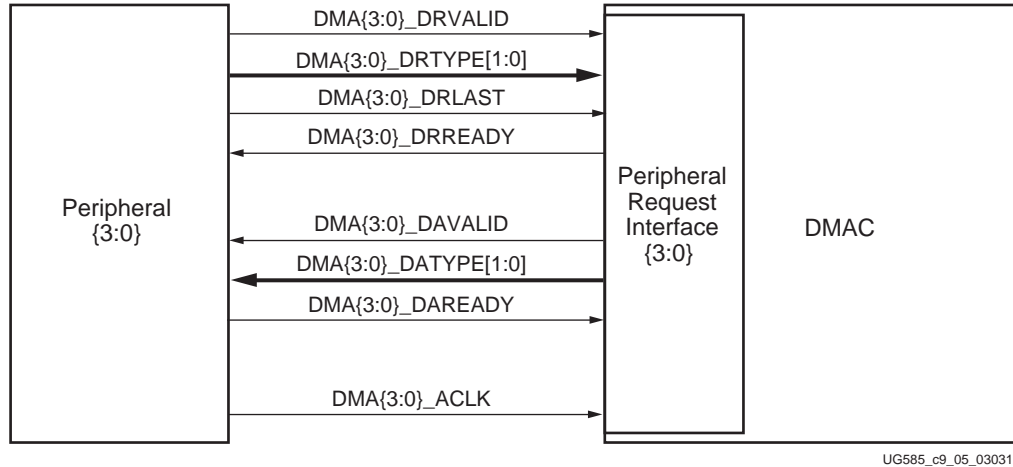 DMA{3:0}_DRVALID
DMA{3:0}_DRTYPE[1:0]
DMA{3:0}_DRLAST
DMA{3:0}_DRREADY
Peripheral
{3:0}
DMA{3:0}_DAVALID
DMA{3:0}_DATYPE[1:0]
DMA{3:0}_DAREADY
DMA{3:0}_ACLK
Peripheral
Request
Interface
{3:0}
DMAC
UG585_c9_05_03031